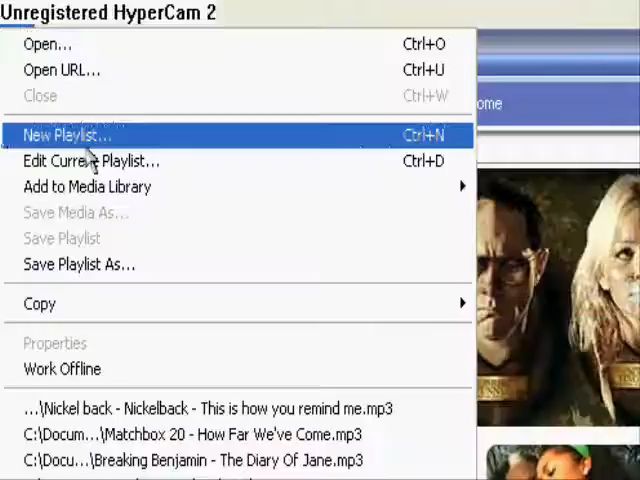 Unregistered HyperCam 2
Open... Ctrl+O
Open URL... Ctrl+U
Close Ctrl+W
ome
New Playlist... Ctrl+N
Edit Current Playlist... Ctrl+D
Add to Media Library
Save Media As...
Save Playlist
Save Playlist As...
Copy
Properties
Work Offline
...\Nickel back - Nickelback - This is how you remind me.mp3
C:\Docum...\Matchbox 20 - How Far We've Come.mp3
C:\Docu...\Breaking Benjamin - The Diary Of Jane.mp3